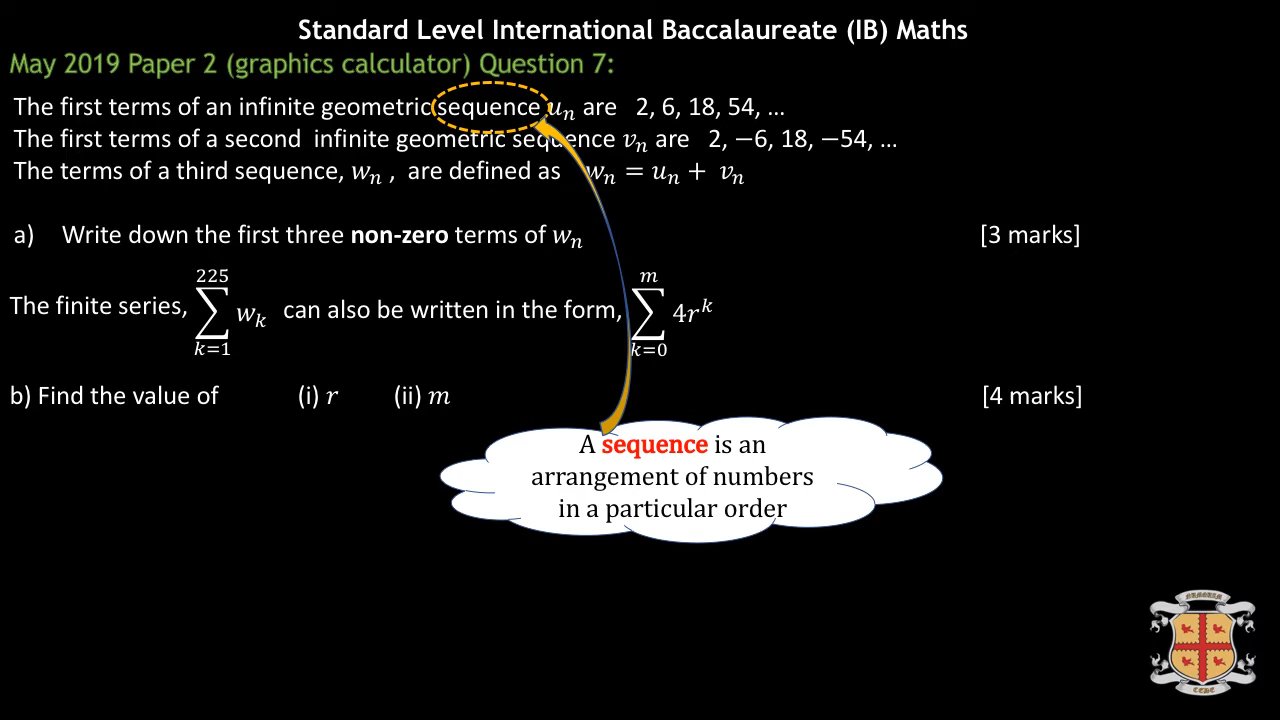 Standard Level International Baccalaureate (IB) Maths
May 2019 Paper 2 (graphics calculator) Question 7:
The first terms of an infinite geometric sequence uₙ are 2, 6, 18, 54, …
The first terms of a second infinite geometric sequence vₙ are 2, −6, 18, −54, …
The terms of a third sequence, wₙ , are defined as wₙ = uₙ + vₙ
a) Write down the first three non-zero terms of wₙ [3 marks]
The finite series, ∑_{k=1}^{225} w_k can also be written in the form, ∑_{k=0}^{m} 4r^k
b) Find the value of (i) r (ii) m [4 marks]
A sequence is an
arrangement of numbers
in a particular order